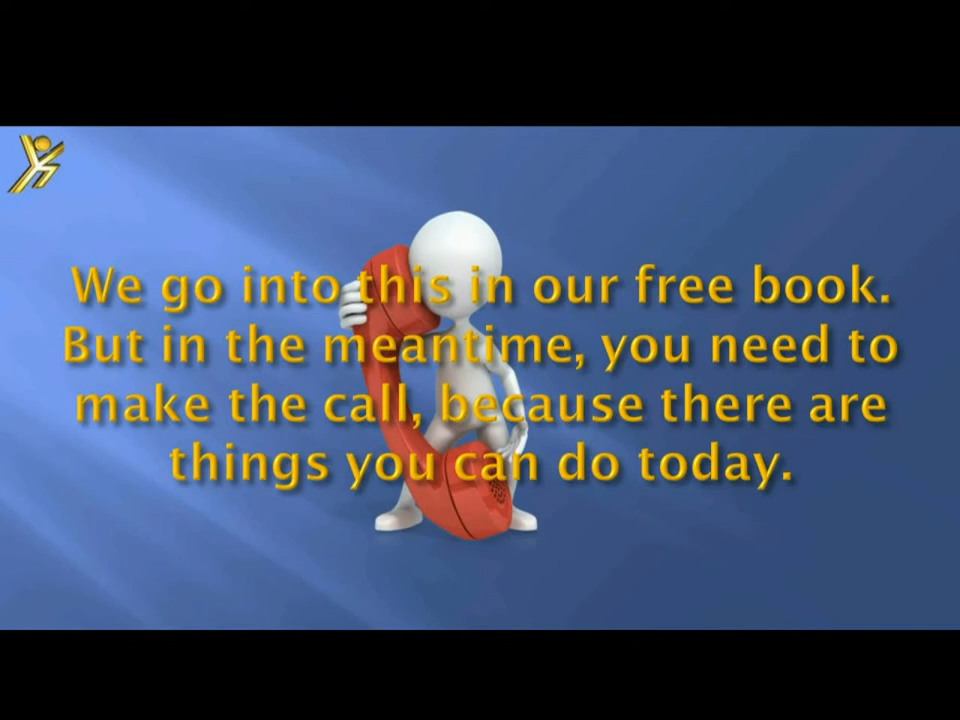 We go into this in our free book.
But in the meantime, you need to
make the call, because there are
things you can do today.